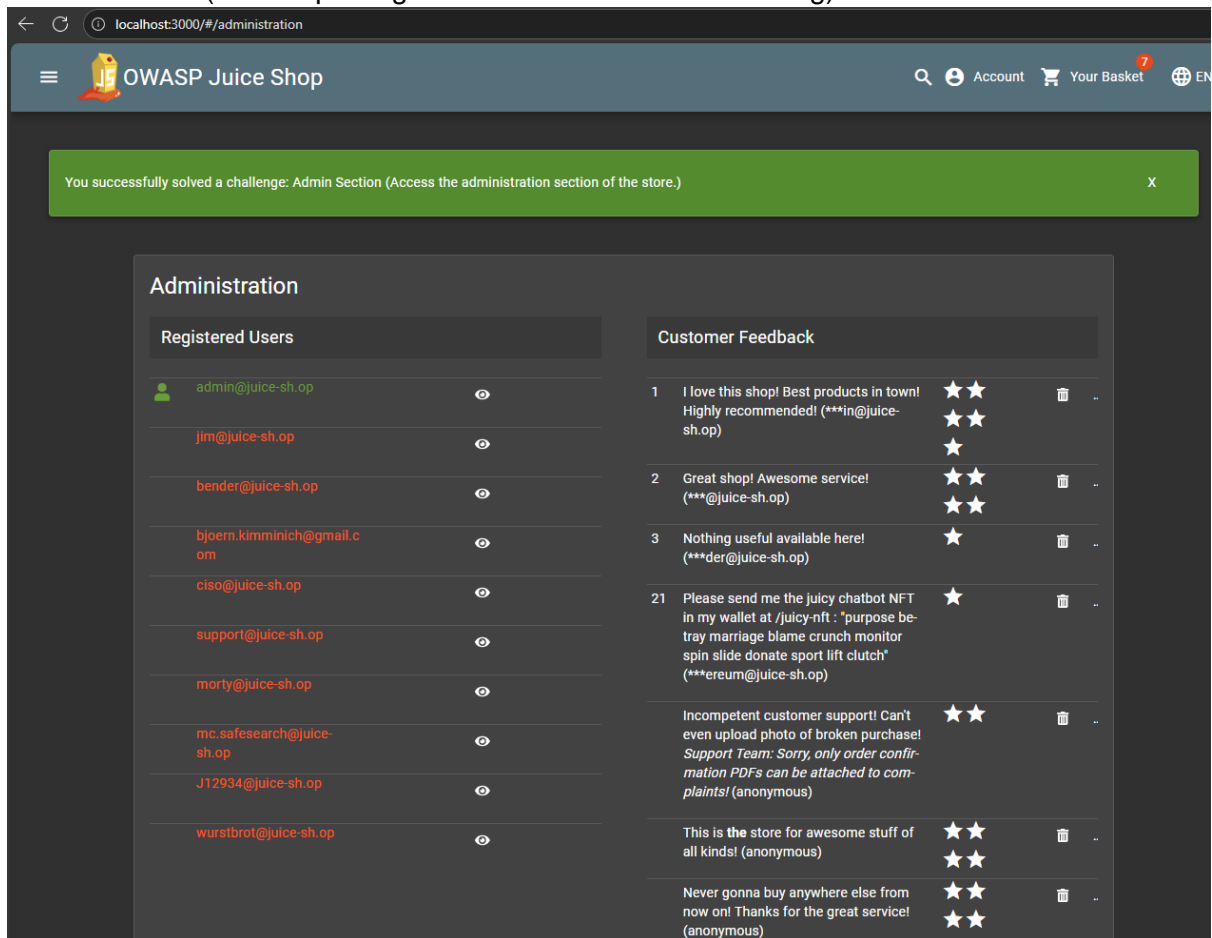 localhost:3000/#/administration
OWASP Juice Shop
Account
7
Your Basket
EN
You successfully solved a challenge: Admin Section (Access the administration section of the store.)
X
Administration
Registered Users
admin@juice-sh.op
jim@juice-sh.op
bender@juice-sh.op
bjoern.kimminich@gmail.c
om
ciso@juice-sh.op
support@juice-sh.op
morty@juice-sh.op
mc.safesearch@juice-
sh.op
J12934@juice-sh.op
wurstbrot@juice-sh.op
Customer Feedback
1 I love this shop! Best products in town!
Highly recommended! (***in@juice-
sh.op)
2 Great shop! Awesome service!
(***@juice-sh.op)
3 Nothing useful available here!
(***der@juice-sh.op)
21 Please send me the juicy chatbot NFT
in my wallet at /juicy-nft : "purpose be-
tray marriage blame crunch monitor
spin slide donate sport lift clutch"
(***ereum@juice-sh.op)
Incompetent customer support! Can't
even upload photo of broken purchase!
Support Team: Sorry, only order confir-
mation PDFs can be attached to com-
plaints! (anonymous)
This is the store for awesome stuff of
all kinds! (anonymous)
Never gonna buy anywhere else from
now on! Thanks for the great service!
(anonymous)